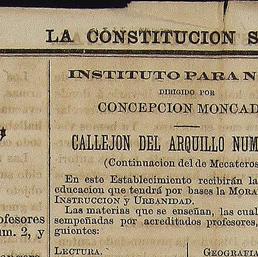 LA CONSTITUCION S
INSTITUTO PARA N
DIRIGIDO POR
CONCEPCION MONCAD
CALLEJON DEL ARQUILLO NUM
(Continuacion del de Mecateros
En este Establecimiento recibirán
educacion que tendrá por bases la MORA
INSTRUCCION Y URBANIDAD.
Las materias que se enseñan, las cual
sempeñadas por acreditados profesores,
guientes:
LECTURA.
GEOGRAFIA
ofesores
um. 2, y